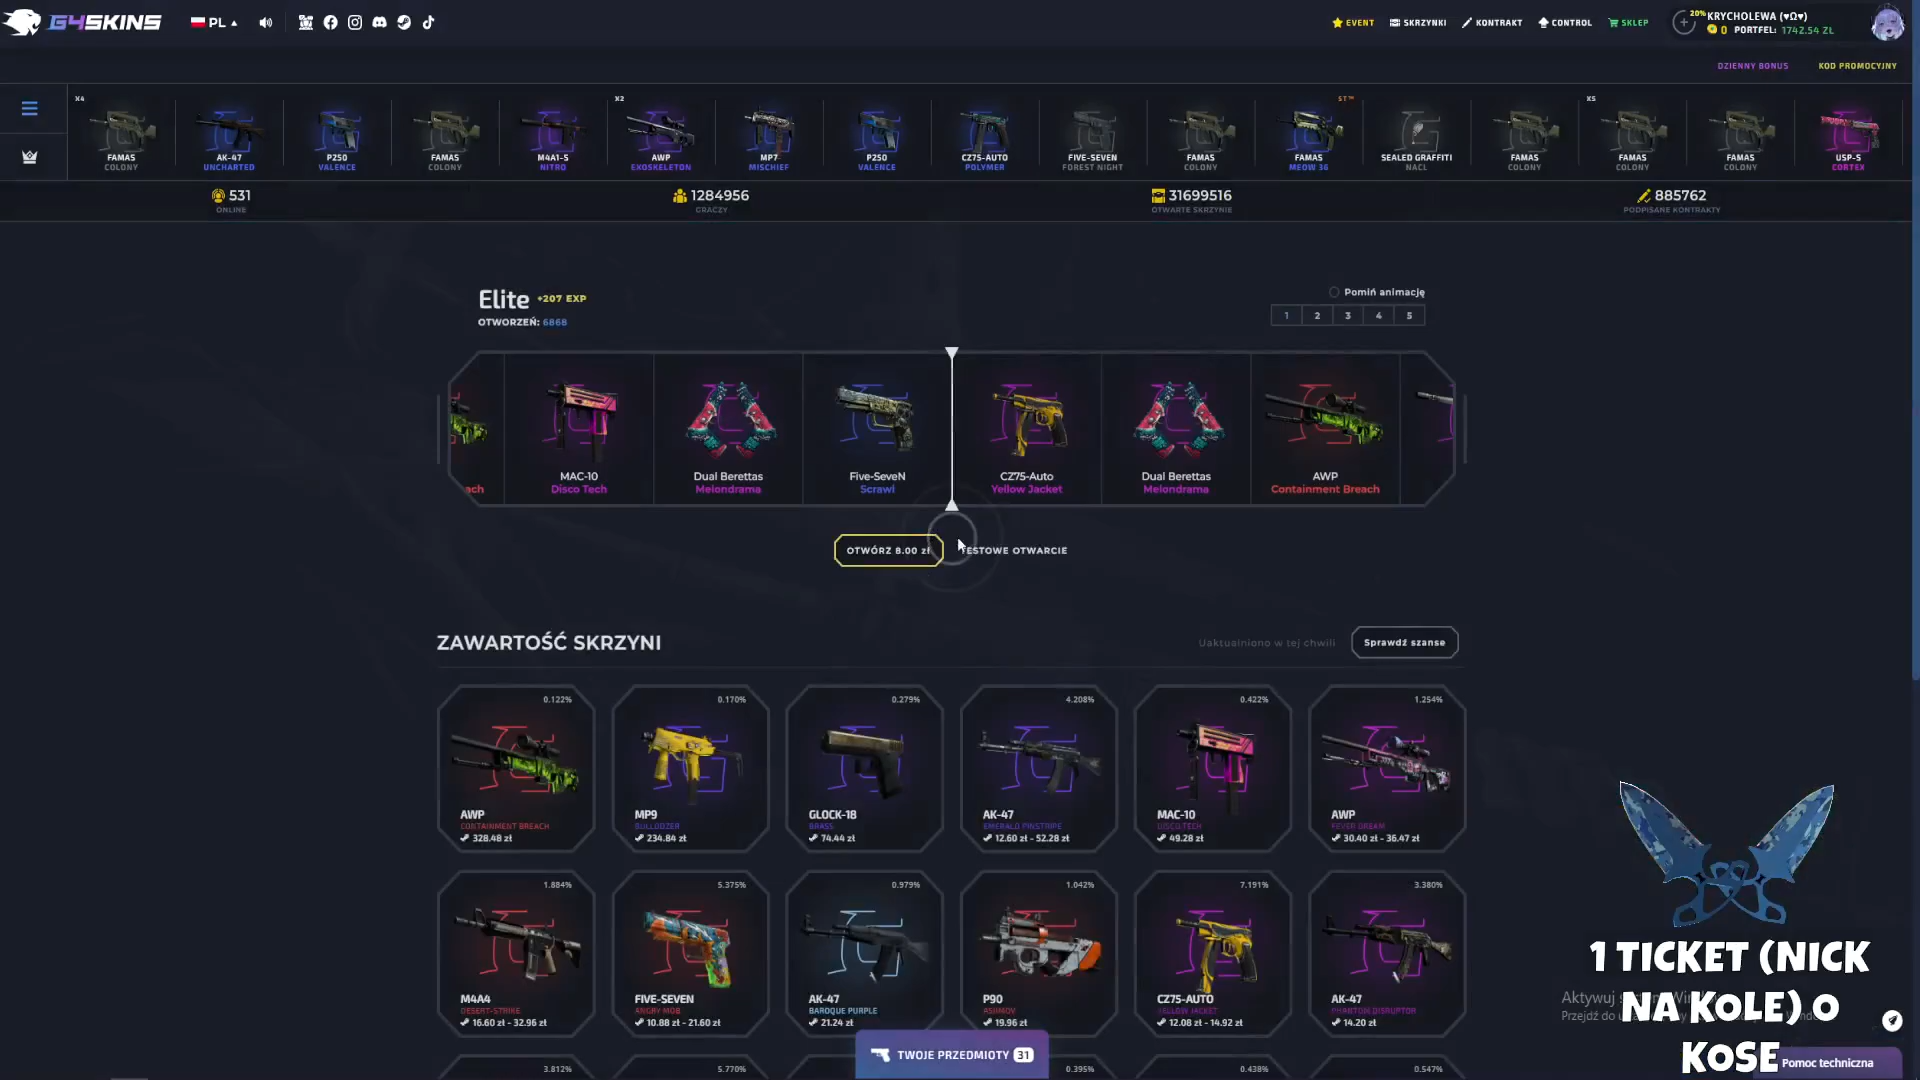 G4SKINS
PL
EVENT
SKRZYNKI
KONTRAKT
CONTROL
SKLEP
20%
KRYCHOLEWA (♥Ω♥)
0 PORTFEL: 1742.54 ZŁ
DZIENNY BONUS
KOD PROMOCYJNY
X4
FAMAS
COLONY
AK-47
UNCHARTED
P250
VALENCE
FAMAS
COLONY
M4A1-S
NITRO
X2
AWP
EXOSKELETON
MP7
MISCHIEF
P250
VALENCE
CZ75-AUTO
POLYMER
FIVE-SEVEN
FOREST NIGHT
FAMAS
COLONY
ST™
FAMAS
MEOW 36
SEALED GRAFFITI
NACL
FAMAS
COLONY
X5
FAMAS
COLONY
FAMAS
COLONY
USP-S
CORTEX
531
ONLINE
1284956
GRACZY
31699516
OTWARTE SKRZYNIE
885762
PODPISANE KONTRAKTY
Elite +207 EXP
OTWORZEŃ: 6868
Pomiń animację
1 2 3 4 5
ach
MAC-10
Disco Tech
Dual Berettas
Melondrama
Five-SeveN
Scrawl
CZ75-Auto
Yellow Jacket
Dual Berettas
Melondrama
AWP
Containment Breach
OTWÓRZ 8.00 zł
TESTOWE OTWARCIE
ZAWARTOŚĆ SKRZYNI
Uaktualniono w tej chwili
Sprawdź szanse
0.122%
AWP
CONTAINMENT BREACH
328.48 zł
0.170%
MP9
BULLDOZER
234.84 zł
0.279%
GLOCK-18
BRASS
74.44 zł
4.208%
AK-47
EMERALD PINSTRIPE
12.60 zł - 52.28 zł
0.422%
MAC-10
DISCO TECH
49.28 zł
1.254%
AWP
FEVER DREAM
30.40 zł - 36.47 zł
1.884%
M4A4
DESERT-STRIKE
16.60 zł - 32.96 zł
5.375%
FIVE-SEVEN
ANGRY MOB
10.88 zł - 21.60 zł
0.979%
AK-47
BAROQUE PURPLE
21.24 zł
1.042%
P90
ASIIMOV
19.96 zł
7.191%
CZ75-AUTO
YELLOW JACKET
12.08 zł - 14.92 zł
3.380%
AK-47
PHANTOM DISRUPTOR
14.20 zł
3.812%
5.770%
0.395%
0.438%
0.547%
TWOJE PRZEDMIOTY 31
1 TICKET (NICK
NA KOLE) O
KOSE
Aktywuj
Przejdź do
Pomoc techniczna